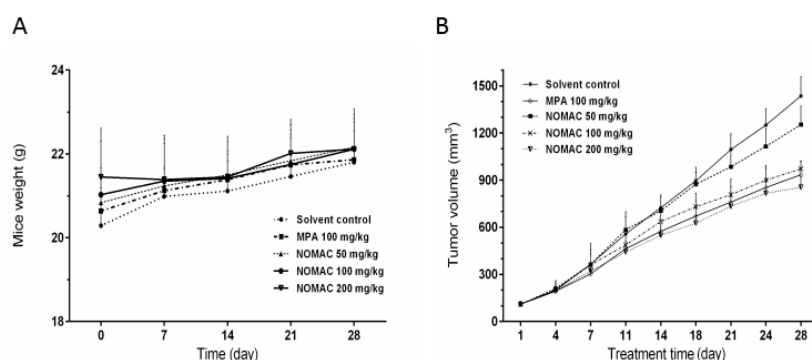 A
Mice weight (g)
24
22
20
18
0 7 14 21 28
Time (day)
Solvent control
MPA 100 mg/kg
NOMAC 50 mg/kg
NOMAC 100 mg/kg
NOMAC 200 mg/kg
B
Tumor volume (mm³)
1500
1200
900
600
300
0
1 4 7 11 14 18 21 24 28
Treatment time (day)
Solvent control
MPA 100 mg/kg
NOMAC 50 mg/kg
NOMAC 100 mg/kg
NOMAC 200 mg/kg